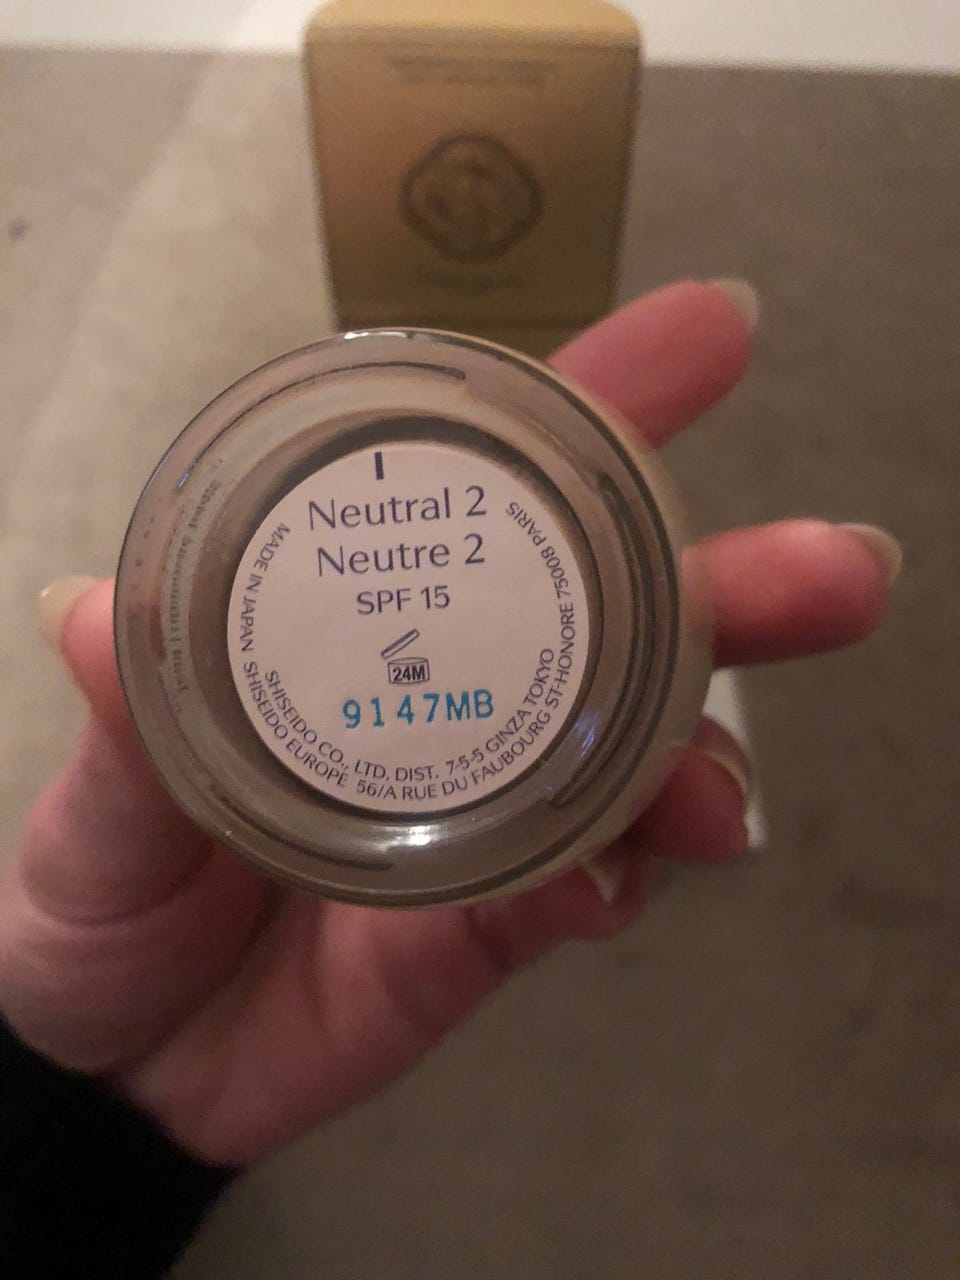 Neutral 2
Neutre 2
SPF 15
24M
9147MB
MADE IN JAPAN SHISEIDO EUROPE 56/A RUE DU FAUBOURG ST-HONORE 75008 PARIS
SHISEIDO CO., LTD. DIST. 7-5-5 GINZA TOKYO